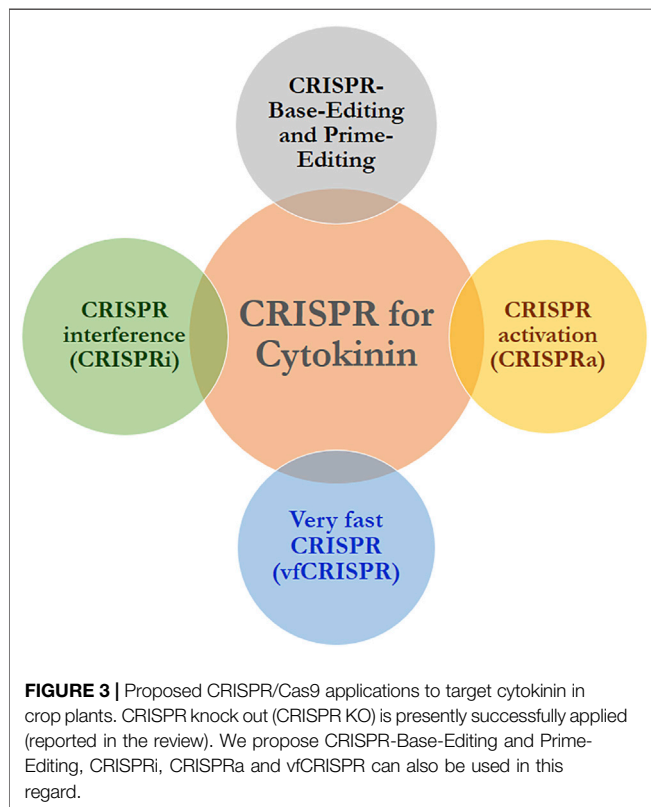 CRISPR-
Base-Editing
and Prime-
Editing
CRISPR
interference
(CRISPRi)
CRISPR for
Cytokinin
CRISPR
activation
(CRISPRa)
Very fast
CRISPR
(vfCRISPR)
FIGURE 3 | Proposed CRISPR/Cas9 applications to target cytokinin in
crop plants. CRISPR knock out (CRISPR KO) is presently successfully applied
(reported in the review). We propose CRISPR-Base-Editing and Prime-
Editing, CRISPRi, CRISPRa and vfCRISPR can also be used in this
regard.